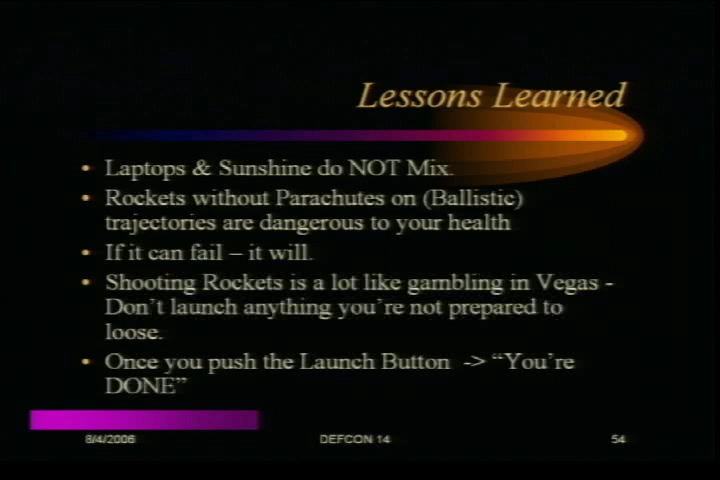 Lessons Learned
• Laptops & Sunshine do NOT Mix.
• Rockets without Parachutes on (Ballistic)
trajectories are dangerous to your health
• If it can fail – it will.
• Shooting Rockets is a lot like gambling in Vegas -
Don't launch anything you're not prepared to
loose.
• Once you push the Launch Button -> “You're
DONE”
8/4/2006 DEFCON 14 54